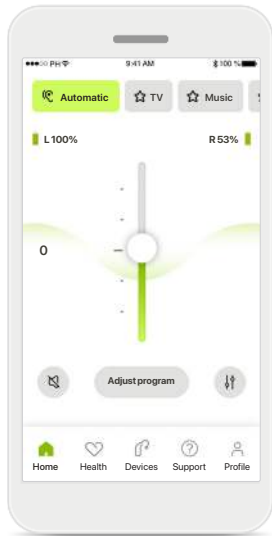 PH 9:41 AM 100 %
Automatic TV Music
L 100% R 53%
0
Adjust program
Home Health Devices Support Profile